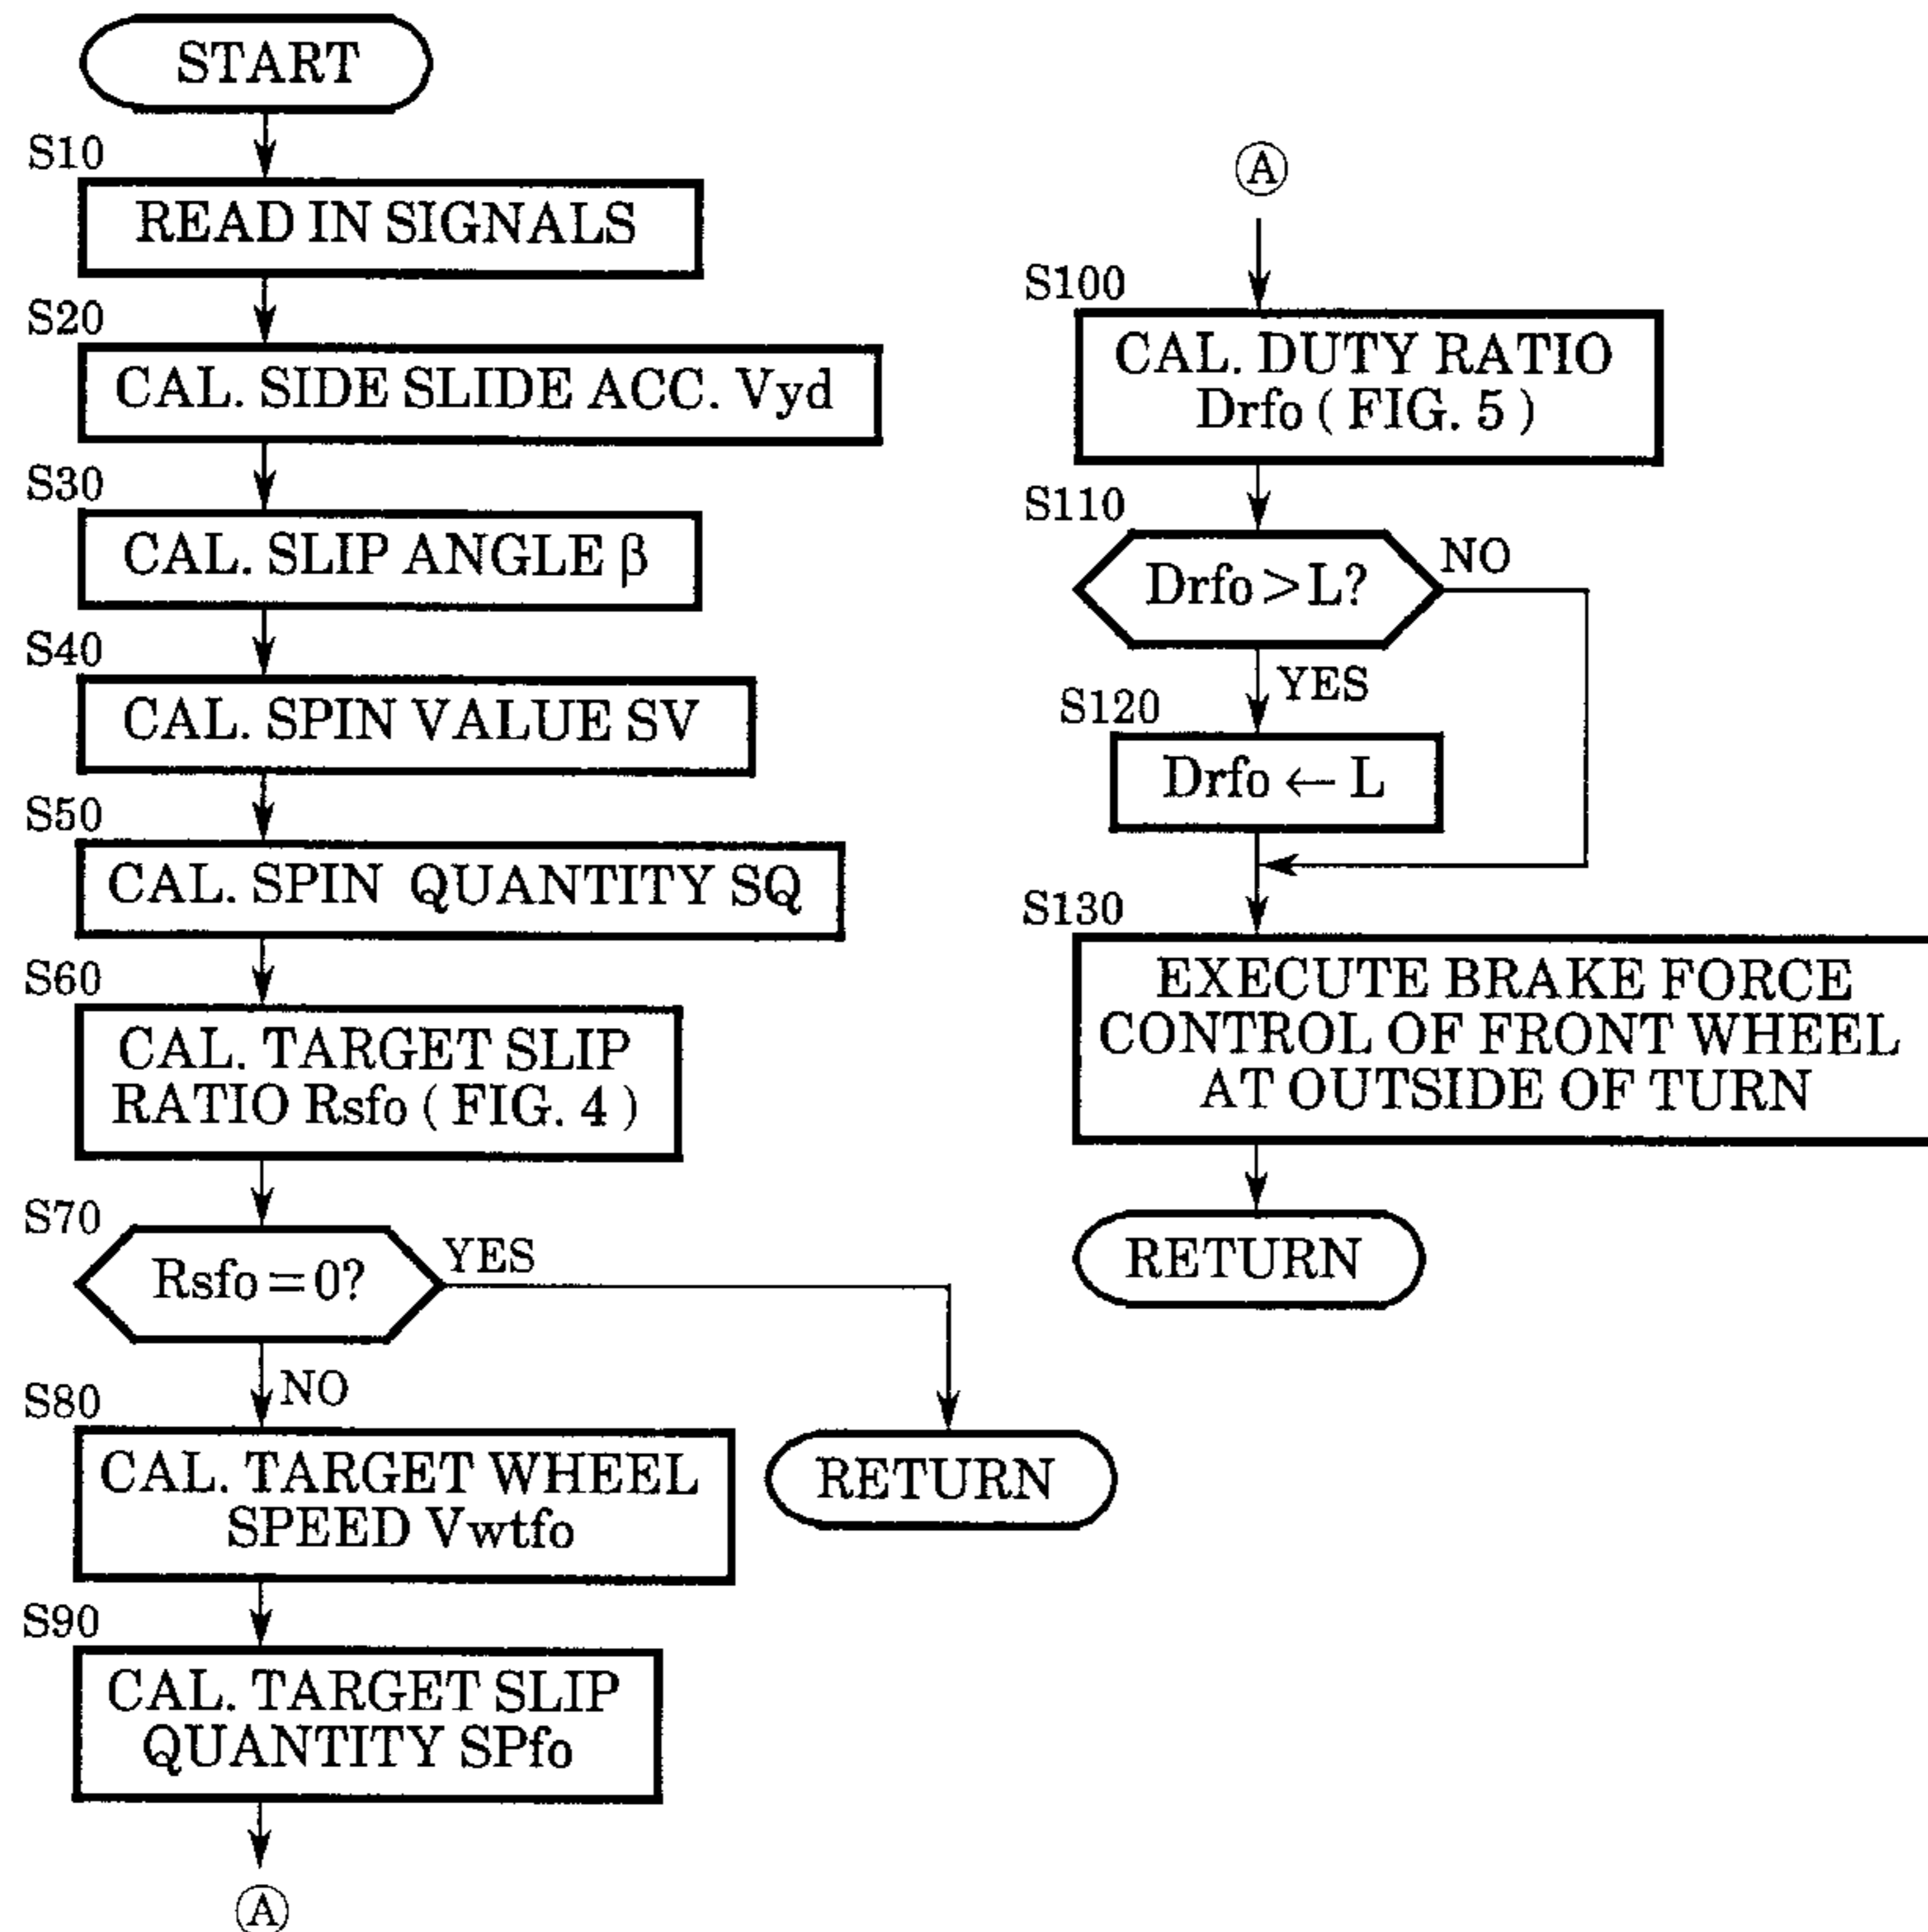 START
S10
READ IN SIGNALS
S20
CAL. SIDE SLIDE ACC. Vyd
S30
CAL. SLIP ANGLE β
S40
CAL. SPIN VALUE SV
S50
CAL. SPIN QUANTITY SQ
S60
CAL. TARGET SLIP
RATIO Rsfo ( FIG. 4 )
S70
Rsfo = 0?
YES
NO
RETURN
S80
CAL. TARGET WHEEL
SPEED Vwtfo
S90
CAL. TARGET SLIP
QUANTITY SPfo
A
A
S100
CAL. DUTY RATIO
Drfo ( FIG. 5 )
S110
Drfo > L?
NO
YES
S120
Drfo ← L
S130
EXECUTE BRAKE FORCE
CONTROL OF FRONT WHEEL
AT OUTSIDE OF TURN
RETURN